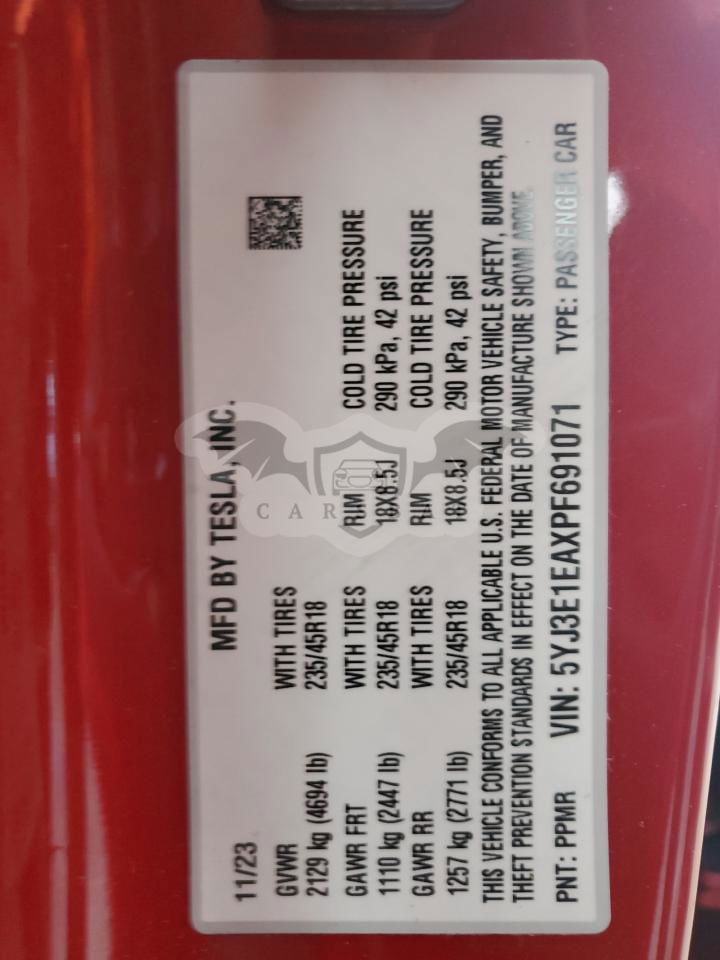 MFD BY TESLA, INC.
11/23
GVWR WITH TIRES
2129 kg (4694 lb) 235/45R18
GAWR FRT WITH TIRES RIM COLD TIRE PRESSURE
1110 kg (2447 lb) 235/45R18 18X8.5J 290 kPa, 42 psi
GAWR RR WITH TIRES RIM COLD TIRE PRESSURE
1257 kg (2771 lb) 235/45R18 18X8.5J 290 kPa, 42 psi
THIS VEHICLE CONFORMS TO ALL APPLICABLE U.S. FEDERAL MOTOR VEHICLE SAFETY, BUMPER, AND
THEFT PREVENTION STANDARDS IN EFFECT ON THE DATE OF MANUFACTURE SHOWN ABOVE.
PNT: PPMR VIN: 5YJ3E1EAXPF691071 TYPE: PASSENGER CAR